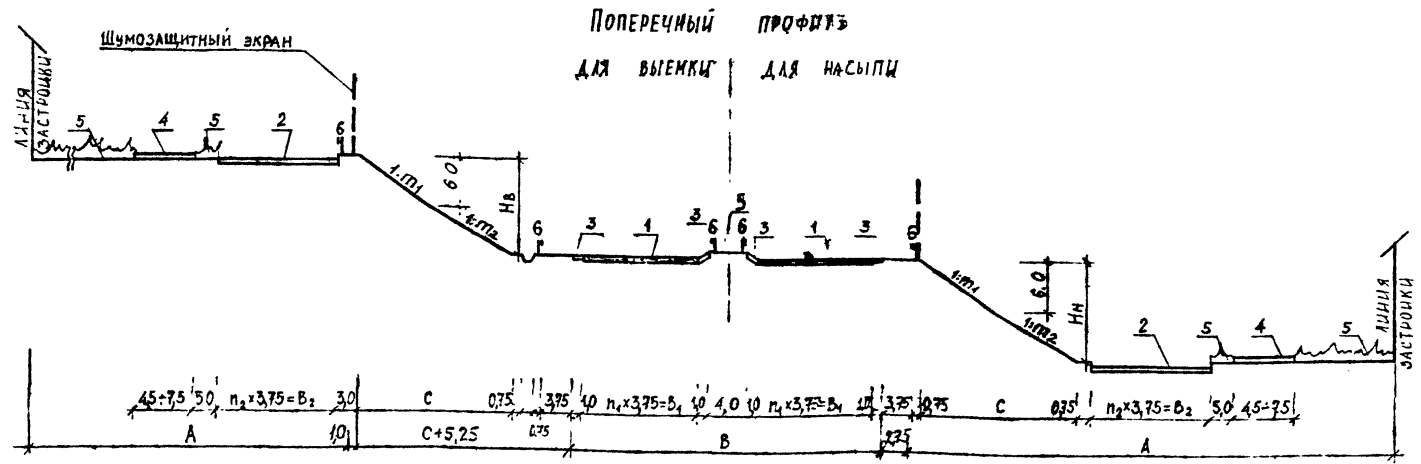 Поперечный профиль
для выемки для насыпи
Шумозащитный экран
Линия застройки
5 4 5 2 6
1:m1
6 0
1:m2
Нв
6 3 1 3 6 5 6 3 1 3 6
1:m1
6,0
1:m2
Нн
2 5 4 5
Линия застройки
4,5÷7,5 5,0 n₂×3,75=B₂ 3,0 С 0,75 3,75 1,0 n₁×3,75=B₁ 1,0 4,0 1,0 n₁×3,75=B₁ 1,0 3,75 0,75 С 0,75 n₂×3,75=B₂ 5,0 4,5÷7,5
А 1,0 С+5,25 0,75 В А